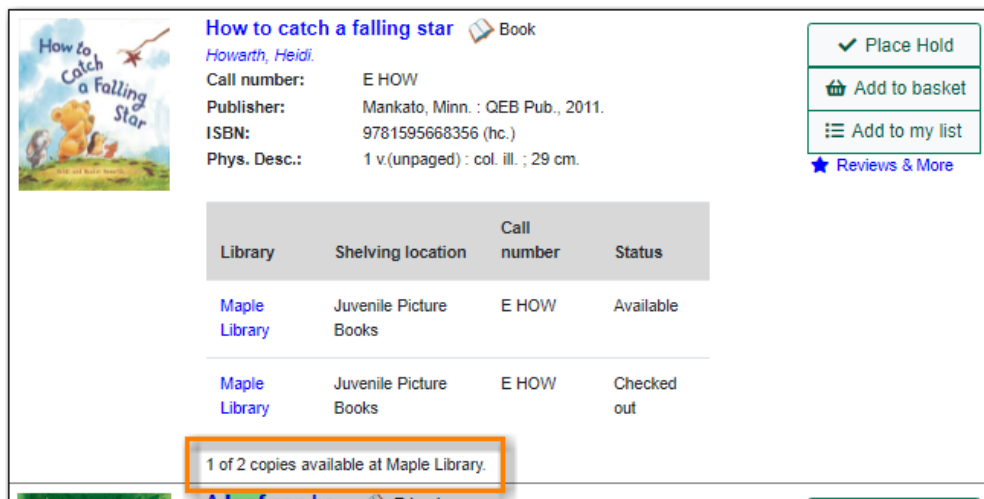 How to
Catch
a Falling
Star
How to catch a falling star Book
Howarth, Heidi.
Call number: E HOW
Publisher: Mankato, Minn. : QEB Pub., 2011.
ISBN: 9781595668356 (hc.)
Phys. Desc.: 1 v.(unpaged) : col. ill. ; 29 cm.
Place Hold
Add to basket
Add to my list
Reviews & More
Library Shelving location Call number Status
Maple Library Juvenile Picture Books E HOW Available
Maple Library Juvenile Picture Books E HOW Checked out
1 of 2 copies available at Maple Library.